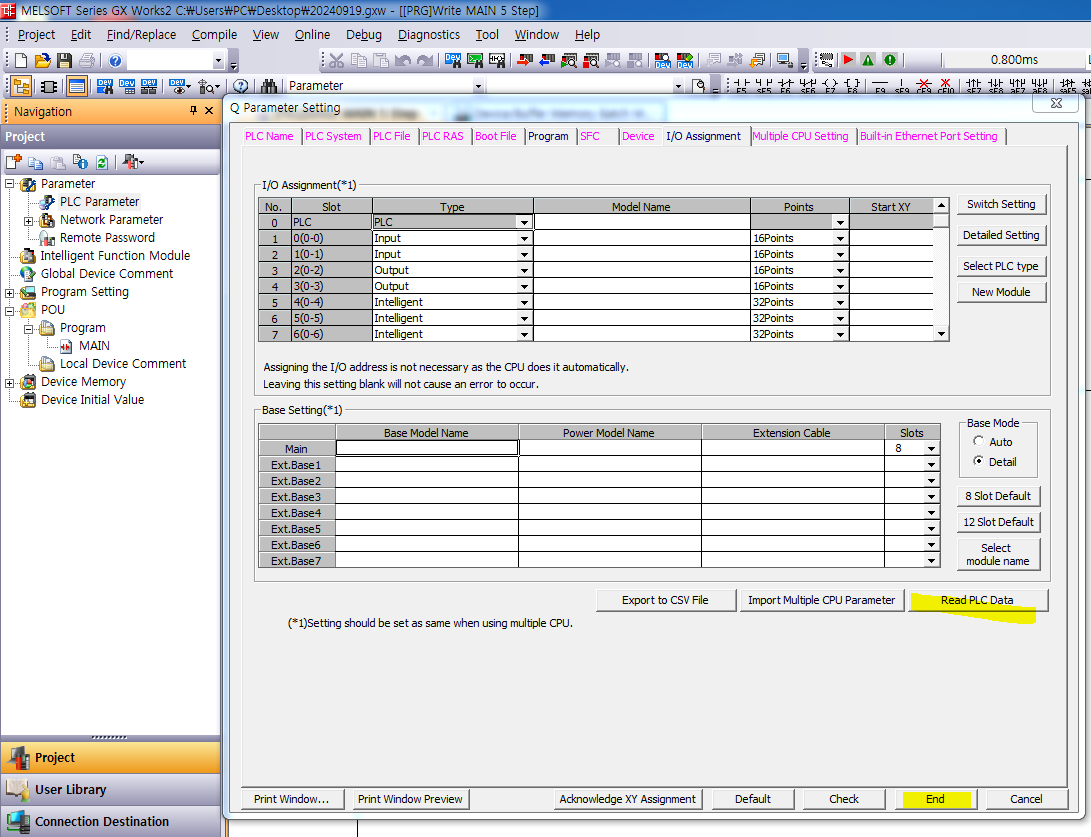 MELSOFT Series GX Works2 C:₩Users₩PC₩Desktop₩20240919.gxw - [[PRG]Write MAIN 5 Step]
Project Edit Find/Replace Compile View Online Debug Diagnostics Tool Window Help
0.800ms
Parameter
Navigation
Project
Parameter
PLC Parameter
Network Parameter
Remote Password
Intelligent Function Module
Global Device Comment
Program Setting
POU
Program
MAIN
Local Device Comment
Device Memory
Device Initial Value
Project
User Library
Connection Destination
Q Parameter Setting
PLC Name PLC System PLC File PLC RAS Boot File Program SFC Device I/O Assignment Multiple CPU Setting Built-in Ethernet Port Setting
I/O Assignment(*1)
No. Slot Type Model Name Points Start XY
0 PLC PLC
1 0(0-0) Input 16Points
2 1(0-1) Input 16Points
3 2(0-2) Output 16Points
4 3(0-3) Output 16Points
5 4(0-4) Intelligent 32Points
6 5(0-5) Intelligent 32Points
7 6(0-6) Intelligent 32Points
Switch Setting
Detailed Setting
Select PLC type
New Module
Assigning the I/O address is not necessary as the CPU does it automatically.
Leaving this setting blank will not cause an error to occur.
Base Setting(*1)
Base Model Name Power Model Name Extension Cable Slots
Main 8
Ext.Base1
Ext.Base2
Ext.Base3
Ext.Base4
Ext.Base5
Ext.Base6
Ext.Base7
Base Mode
Auto
Detail
8 Slot Default
12 Slot Default
Select
module name
Export to CSV File Import Multiple CPU Parameter Read PLC Data
(*1)Setting should be set as same when using multiple CPU.
Print Window... Print Window Preview Acknowledge XY Assignment Default Check End Cancel